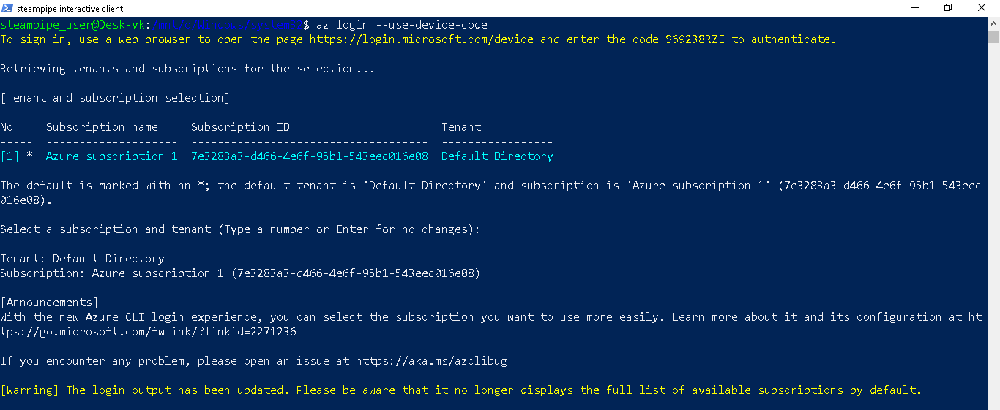 steampipe interactive client
steampipe_user@Desk-vk:/mnt/c/Windows/system32$ az login --use-device-code
To sign in, use a web browser to open the page https://login.microsoft.com/device and enter the code S69238RZE to authenticate.
Retrieving tenants and subscriptions for the selection...
[Tenant and subscription selection]
No Subscription name Subscription ID Tenant
----- ------------------- ------------------------------------ -----------------
[1] * Azure subscription 1 7e3283a3-d466-4e6f-95b1-543eec016e08 Default Directory
The default is marked with an *; the default tenant is 'Default Directory' and subscription is 'Azure subscription 1' (7e3283a3-d466-4e6f-95b1-543eec
016e08).
Select a subscription and tenant (Type a number or Enter for no changes):
Tenant: Default Directory
Subscription: Azure subscription 1 (7e3283a3-d466-4e6f-95b1-543eec016e08)
[Announcements]
With the new Azure CLI login experience, you can select the subscription you want to use more easily. Learn more about it and its configuration at ht
tps://go.microsoft.com/fwlink/?linkid=2271236
If you encounter any problem, please open an issue at https://aka.ms/azclibug
[Warning] The login output has been updated. Please be aware that it no longer displays the full list of available subscriptions by default.